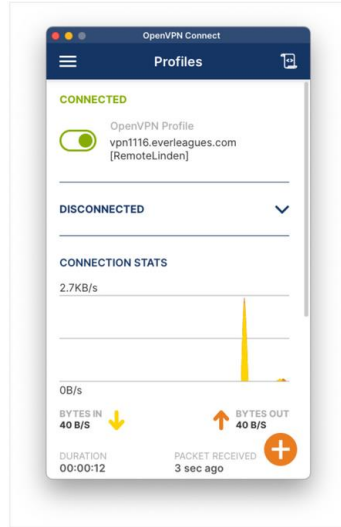 OpenVPN Connect
Profiles
CONNECTED
OpenVPN Profile
vpn1116.everleagues.com
[RemoteLinden]
DISCONNECTED
CONNECTION STATS
2.7KB/s
0B/s
BYTES IN
40 B/S
BYTES OUT
40 B/S
DURATION
00:00:12
PACKET RECEIVED
3 sec ago